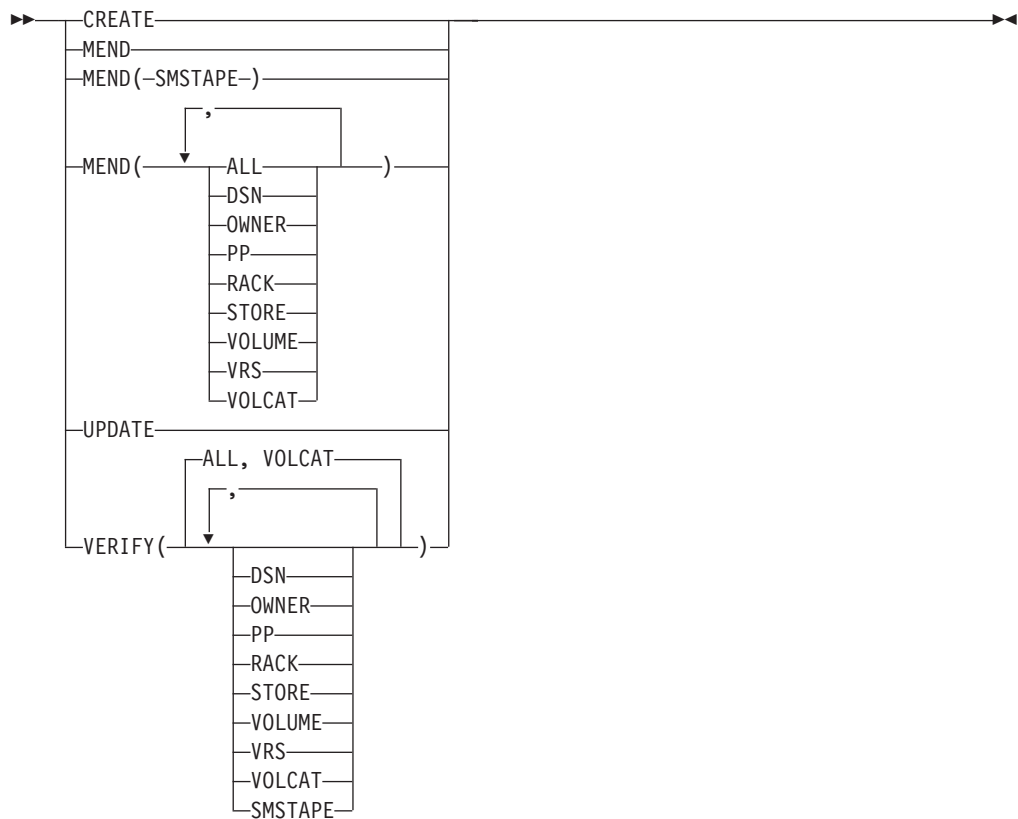 CREATE
MEND
MEND( SMSTAPE )
,
MEND( ALL )
DSN
OWNER
PP
RACK
STORE
VOLUME
VRS
VOLCAT
UPDATE
ALL, VOLCAT
,
VERIFY( )
DSN
OWNER
PP
RACK
STORE
VOLUME
VRS
VOLCAT
SMSTAPE